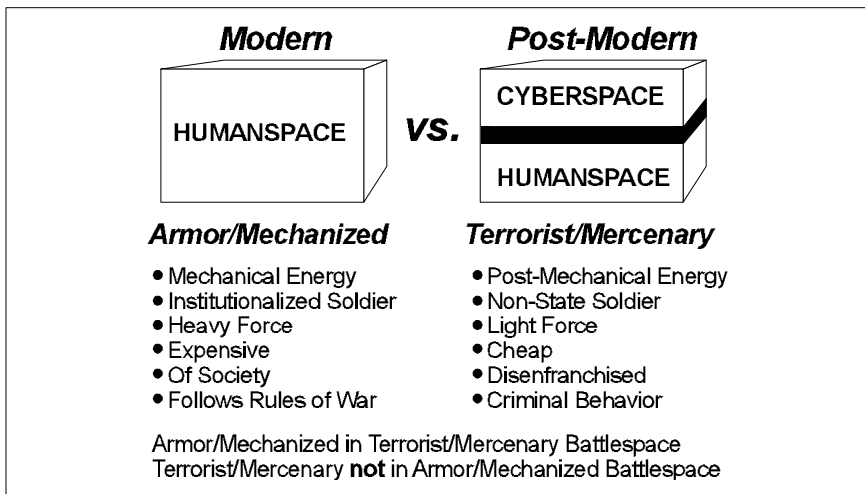 Modern
Post-Modern
HUMANSPACE
vs.
CYBERSPACE
HUMANSPACE
Armor/Mechanized
• Mechanical Energy
• Institutionalized Soldier
• Heavy Force
• Expensive
• Of Society
• Follows Rules of War
Terrorist/Mercenary
• Post-Mechanical Energy
• Non-State Soldier
• Light Force
• Cheap
• Disenfranchised
• Criminal Behavior
Armor/Mechanized in Terrorist/Mercenary Battlespace
Terrorist/Mercenary not in Armor/Mechanized Battlespace